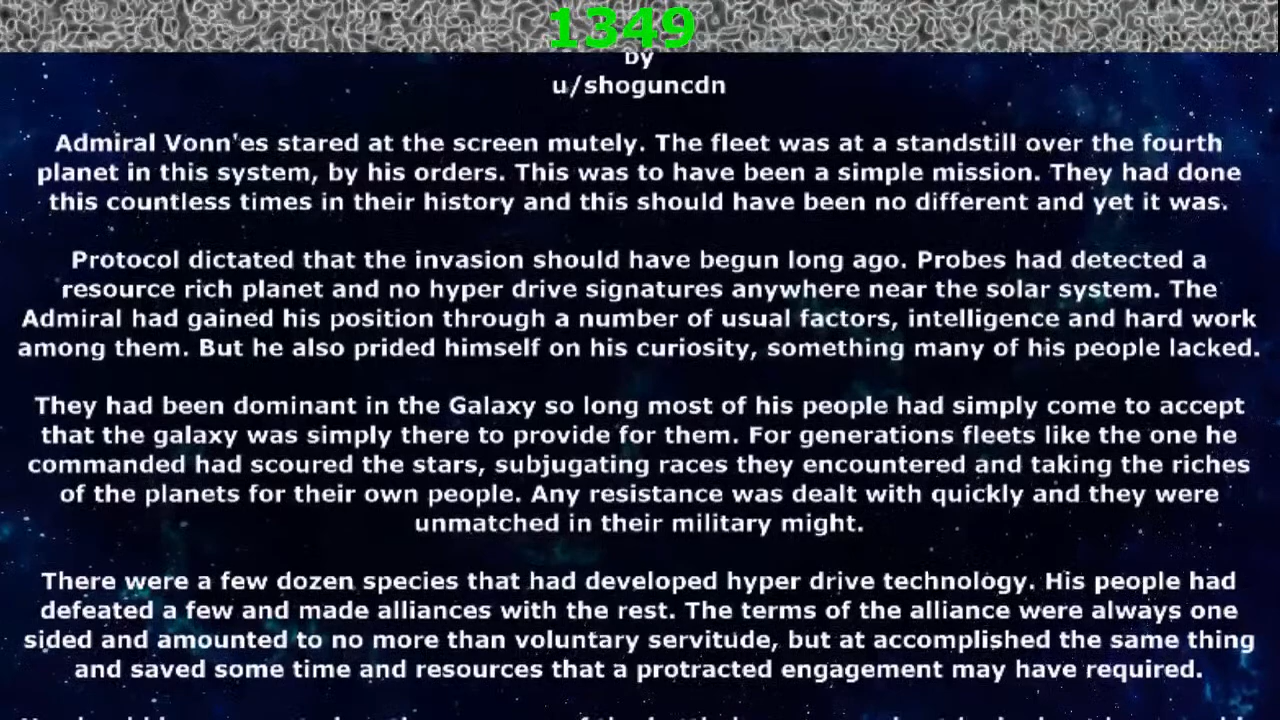 1349
by
u/shoguncdn
Admiral Vonn'es stared at the screen mutely. The fleet was at a standstill over the fourth
planet in this system, by his orders. This was to have been a simple mission. They had done
this countless times in their history and this should have been no different and yet it was.
Protocol dictated that the invasion should have begun long ago. Probes had detected a
resource rich planet and no hyper drive signatures anywhere near the solar system. The
Admiral had gained his position through a number of usual factors, intelligence and hard work
among them. But he also prided himself on his curiosity, something many of his people lacked.
They had been dominant in the Galaxy so long most of his people had simply come to accept
that the galaxy was simply there to provide for them. For generations fleets like the one he
commanded had scoured the stars, subjugating races they encountered and taking the riches
of the planets for their own people. Any resistance was dealt with quickly and they were
unmatched in their military might.
There were a few dozen species that had developed hyper drive technology. His people had
defeated a few and made alliances with the rest. The terms of the alliance were always one
sided and amounted to no more than voluntary servitude, but at accomplished the same thing
and saved some time and resources that a protracted engagement may have required.